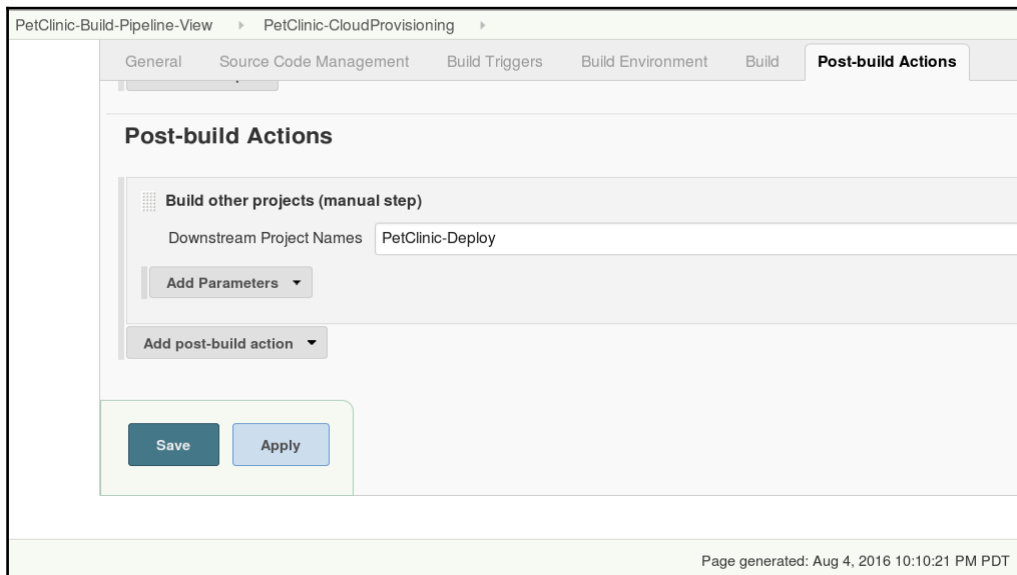 PetClinic-Build-Pipeline-View PetClinic-CloudProvisioning
General Source Code Management Build Triggers Build Environment Build Post-build Actions
Post-build Actions
Build other projects (manual step)
Downstream Project Names PetClinic-Deploy
Add Parameters
Add post-build action
Save Apply
Page generated: Aug 4, 2016 10:10:21 PM PDT